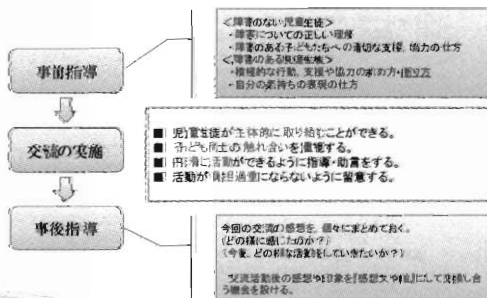 <障害のない児童生徒>
・障害についての正しい理解
・障害のある子どもたちへの適切な支援、協力の仕方
<障害のある児童生徒>
・積極的な行動、支援や協力の求め方・断り方
・自分の気持ちの表現の仕方
事前指導
交流の実施
■ 児童生徒が主体的に取り組むことができる。
■ 子ども同士の触れ合いを重視する。
■ 円滑に活動ができるように指導・助言をする。
■ 活動が負担過重にならないように留意する。
事後指導
今回の交流の感想を、個々にまとめておく。
(どの様に感じたのか?)
(今後、どの様な活動をしていきたいか?)
交流活動後の感想や印象を『感想文や絵』にして交換し合
う機会を設ける。